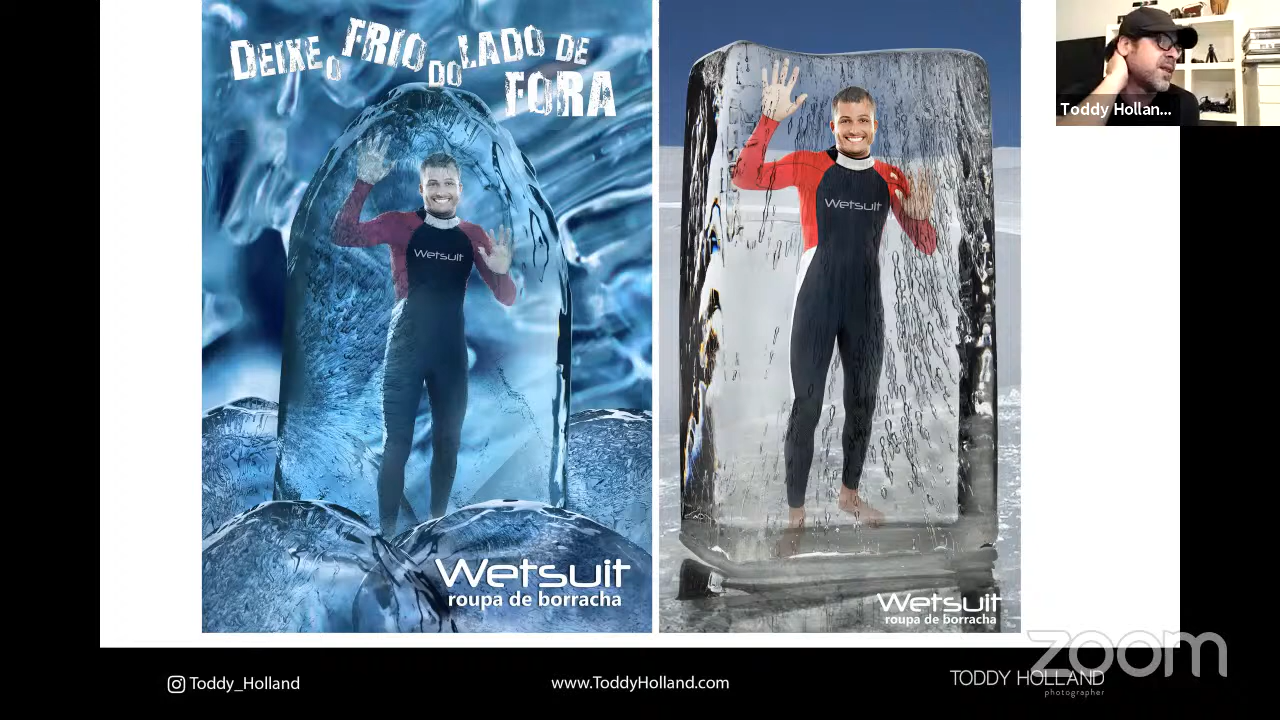 DEIXE O FRIO DO LADO DE
FORA
Wetsuit
Wetsuit
roupa de borracha
Wetsuit
Wetsuit
roupa de borracha
Toddy Hollan...
Toddy_Holland
www.ToddyHolland.com
TODDY HOLLAND
photographer
zoom